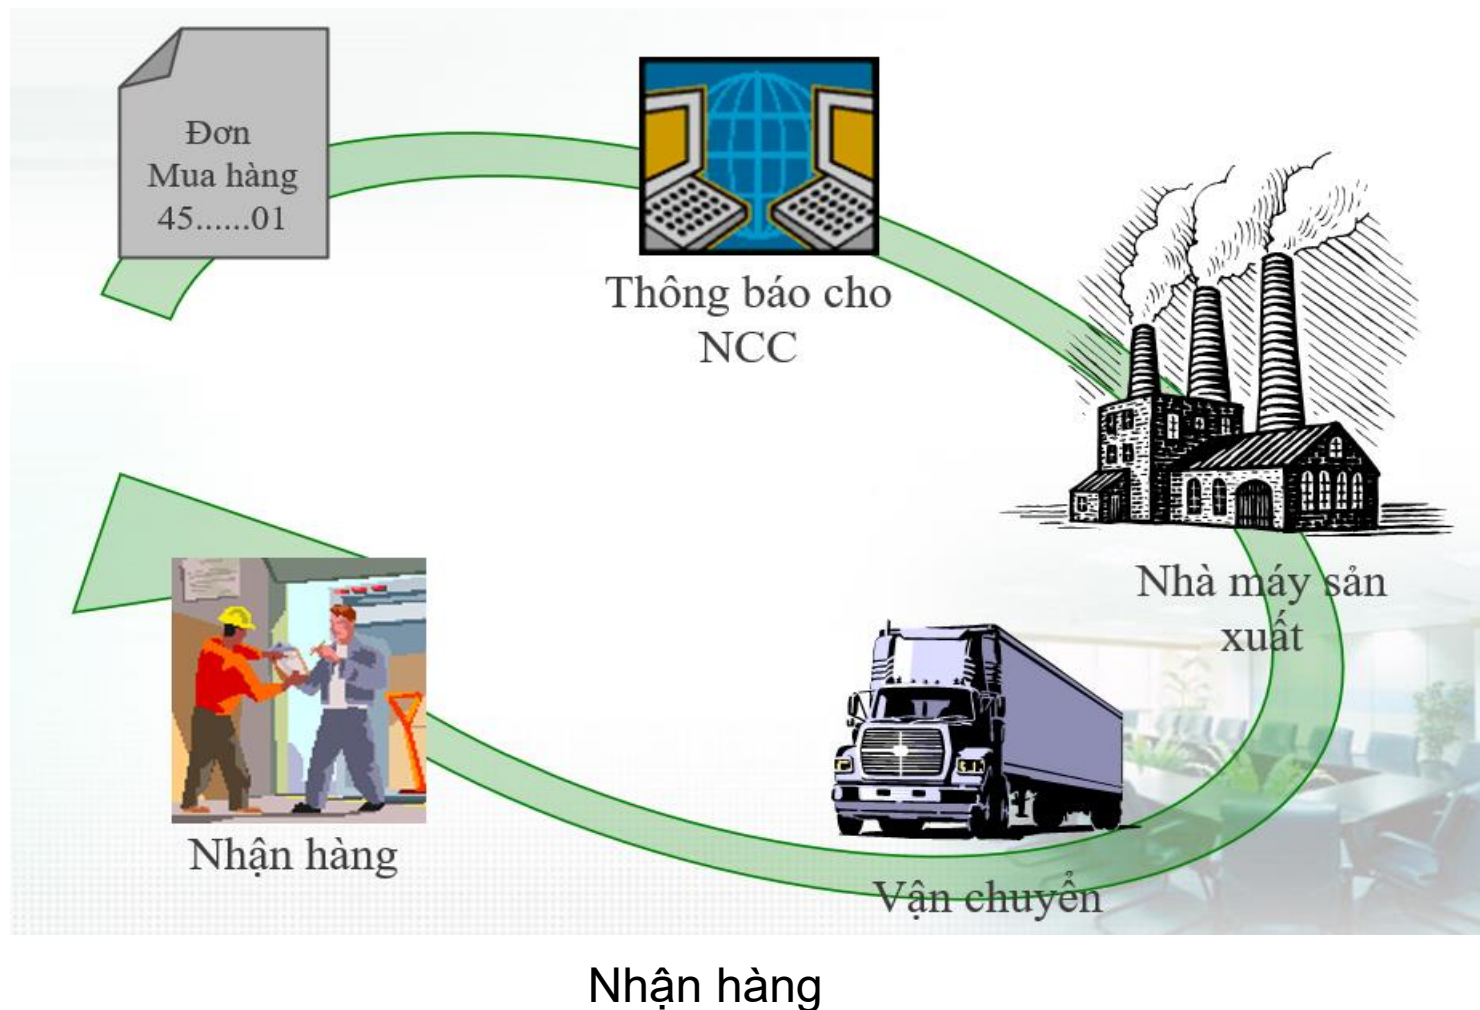 Đơn
Mua hàng
45......01
Thông báo cho
NCC
Nhà máy sản
xuất
Vận chuyển
Nhận hàng
Nhận hàng